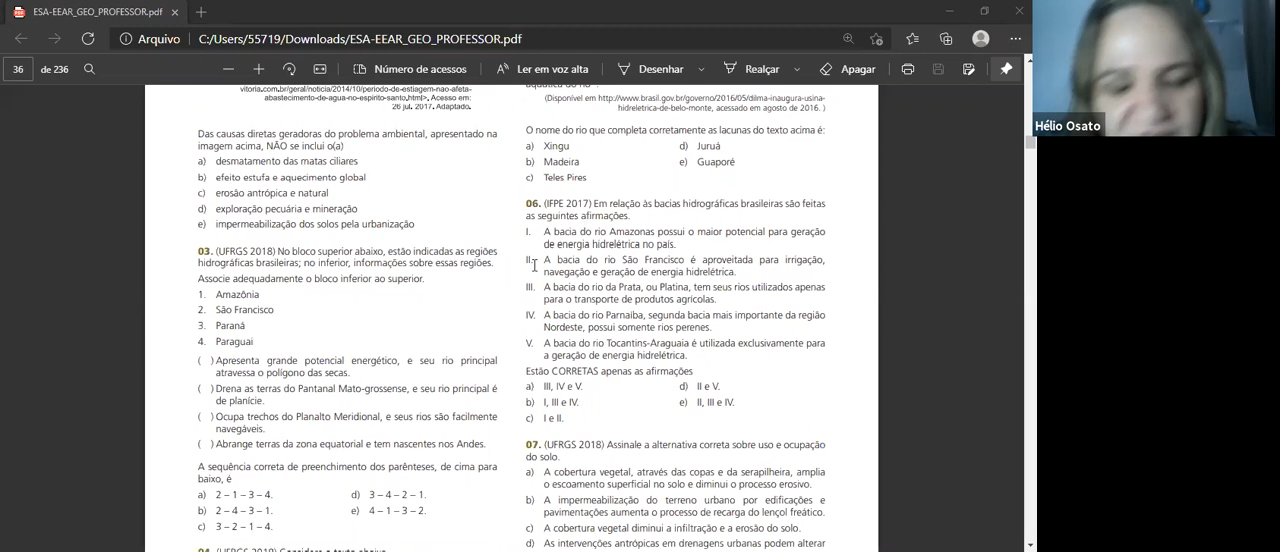 ESA-EEAR_GEO_PROFESSOR.pdf
Arquivo C:/Users/55719/Downloads/ESA-EEAR_GEO_PROFESSOR.pdf
36 de 236 Número de acessos Ler em voz alta Desenhar Realçar Apagar
Hélio Osato
vitoria.com.br/geral/noticia/2014/10/periodo-de-estiagem-nao-afeta-
abastecimento-de-agua-no-espirito-santo.html>. Acesso em:
26 jul. 2017. Adaptado.
Das causas diretas geradoras do problema ambiental, apresentado na
imagem acima, NÃO se inclui o(a)
a) desmatamento das matas ciliares
b) efeito estufa e aquecimento global
c) erosão antrópica e natural
d) exploração pecuária e mineração
e) impermeabilização dos solos pela urbanização
03. (UFRGS 2018) No bloco superior abaixo, estão indicadas as regiões
hidrográficas brasileiras; no inferior, informações sobre essas regiões.
Associe adequadamente o bloco inferior ao superior.
1. Amazônia
2. São Francisco
3. Paraná
4. Paraguai
( ) Apresenta grande potencial energético, e seu rio principal
atravessa o polígono das secas.
( ) Drena as terras do Pantanal Mato-grossense, e seu rio principal é
de planície.
( ) Ocupa trechos do Planalto Meridional, e seus rios são facilmente
navegáveis.
( ) Abrange terras da zona equatorial e tem nascentes nos Andes.
A sequência correta de preenchimento dos parênteses, de cima para
baixo, é
a) 2 – 1 – 3 – 4. d) 3 – 4 – 2 – 1.
b) 2 – 4 – 3 – 1. e) 4 – 1 – 3 – 2.
c) 3 – 2 – 1 – 4.
04. (UFRGS 2018) Considere o texto abaixo.
(Disponível em http://www.brasil.gov.br/governo/2016/05/dilma-inaugura-usina-
hidreletrica-de-belo-monte, acessado em agosto de 2016. )
O nome do rio que completa corretamente as lacunas do texto acima é:
a) Xingu d) Juruá
b) Madeira e) Guaporé
c) Teles Pires
06. (IFPE 2017) Em relação às bacias hidrográficas brasileiras são feitas
as seguintes afirmações.
I. A bacia do rio Amazonas possui o maior potencial para geração
de energia hidrelétrica no país.
II. A bacia do rio São Francisco é aproveitada para irrigação,
navegação e geração de energia hidrelétrica.
III. A bacia do rio da Prata, ou Platina, tem seus rios utilizados apenas
para o transporte de produtos agrícolas.
IV. A bacia do rio Parnaíba, segunda bacia mais importante da região
Nordeste, possui somente rios perenes.
V. A bacia do rio Tocantins-Araguaia é utilizada exclusivamente para
a geração de energia hidrelétrica.
Estão CORRETAS apenas as afirmações
a) III, IV e V. d) II e V.
b) I, III e IV. e) II, III e IV.
c) I e II.
07. (UFRGS 2018) Assinale a alternativa correta sobre uso e ocupação
do solo.
a) A cobertura vegetal, através das copas e da serapilheira, amplia
o escoamento superficial no solo e diminui o processo erosivo.
b) A impermeabilização do terreno urbano por edificações e
pavimentações aumenta o processo de recarga do lençol freático.
c) A cobertura vegetal diminui a infiltração e a erosão do solo.
d) As intervenções antrópicas em drenagens urbanas podem alterar